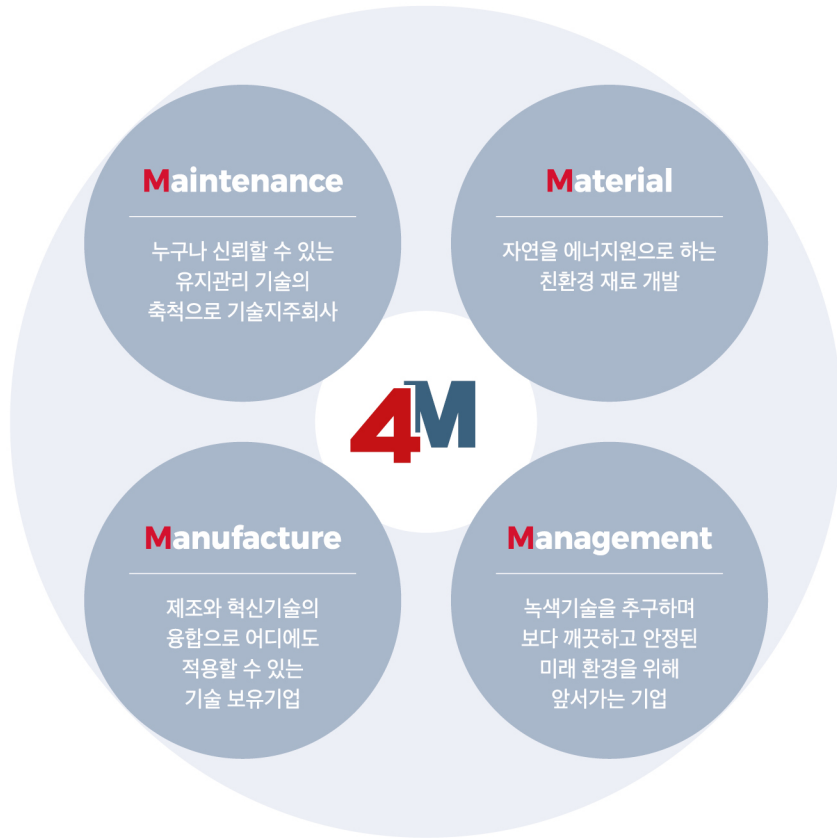 Maintenance
누구나 신뢰할 수 있는
유지관리 기술의
축척으로 기술지주회사
Material
자연을 에너지원으로 하는
친환경 재료 개발
4M
Manufacture
제조와 혁신기술의
융합으로 어디에도
적용할 수 있는
기술 보유기업
Management
녹색기술을 추구하며
보다 깨끗하고 안정된
미래 환경을 위해
앞서가는 기업